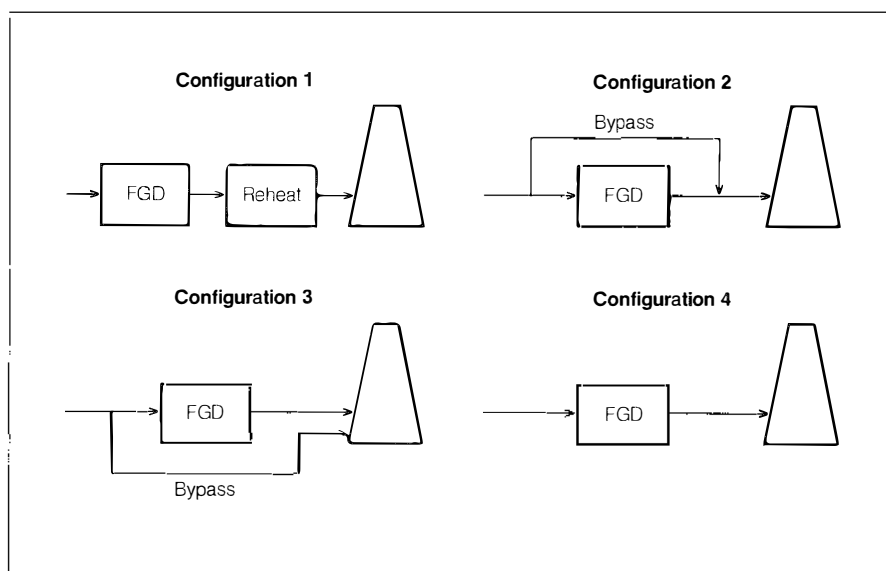 Configuration 1
FGD
Reheat
Configuration 2
Bypass
FGD
Configuration 3
FGD
Bypass
Configuration 4
FGD